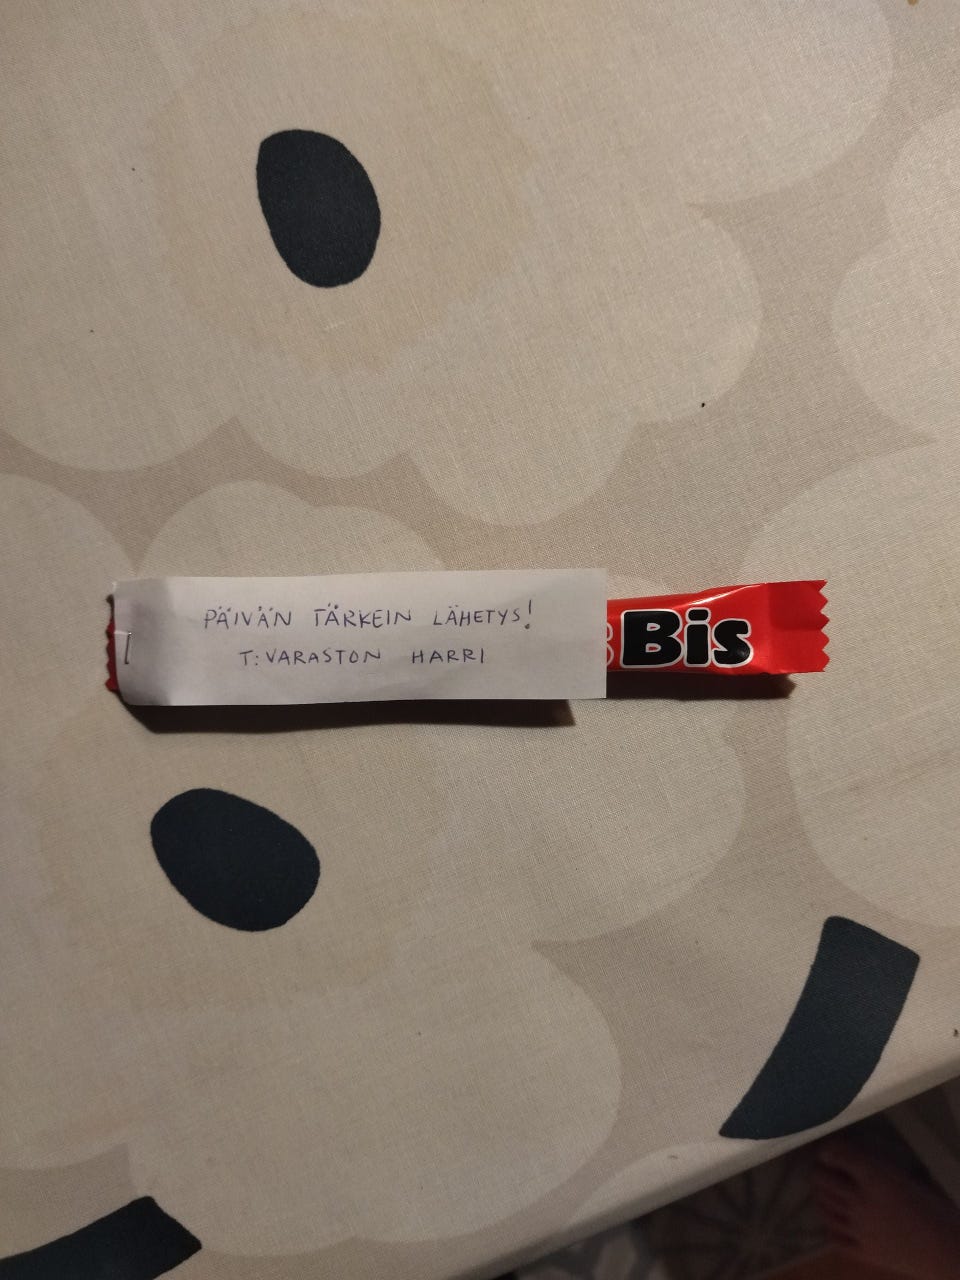 PÄIVÄN TÄRKEIN LÄHETYS!
T: VARASTON HARRI
Bis